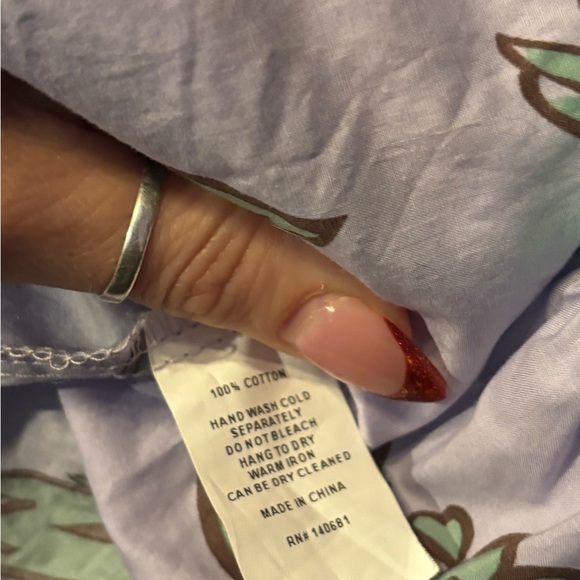 100% COTTON
HAND WASH COLD
SEPARATELY
DO NOT BLEACH
HANG TO DRY
WARM IRON
CAN BE DRY CLEANED
MADE IN CHINA
RN# 140681